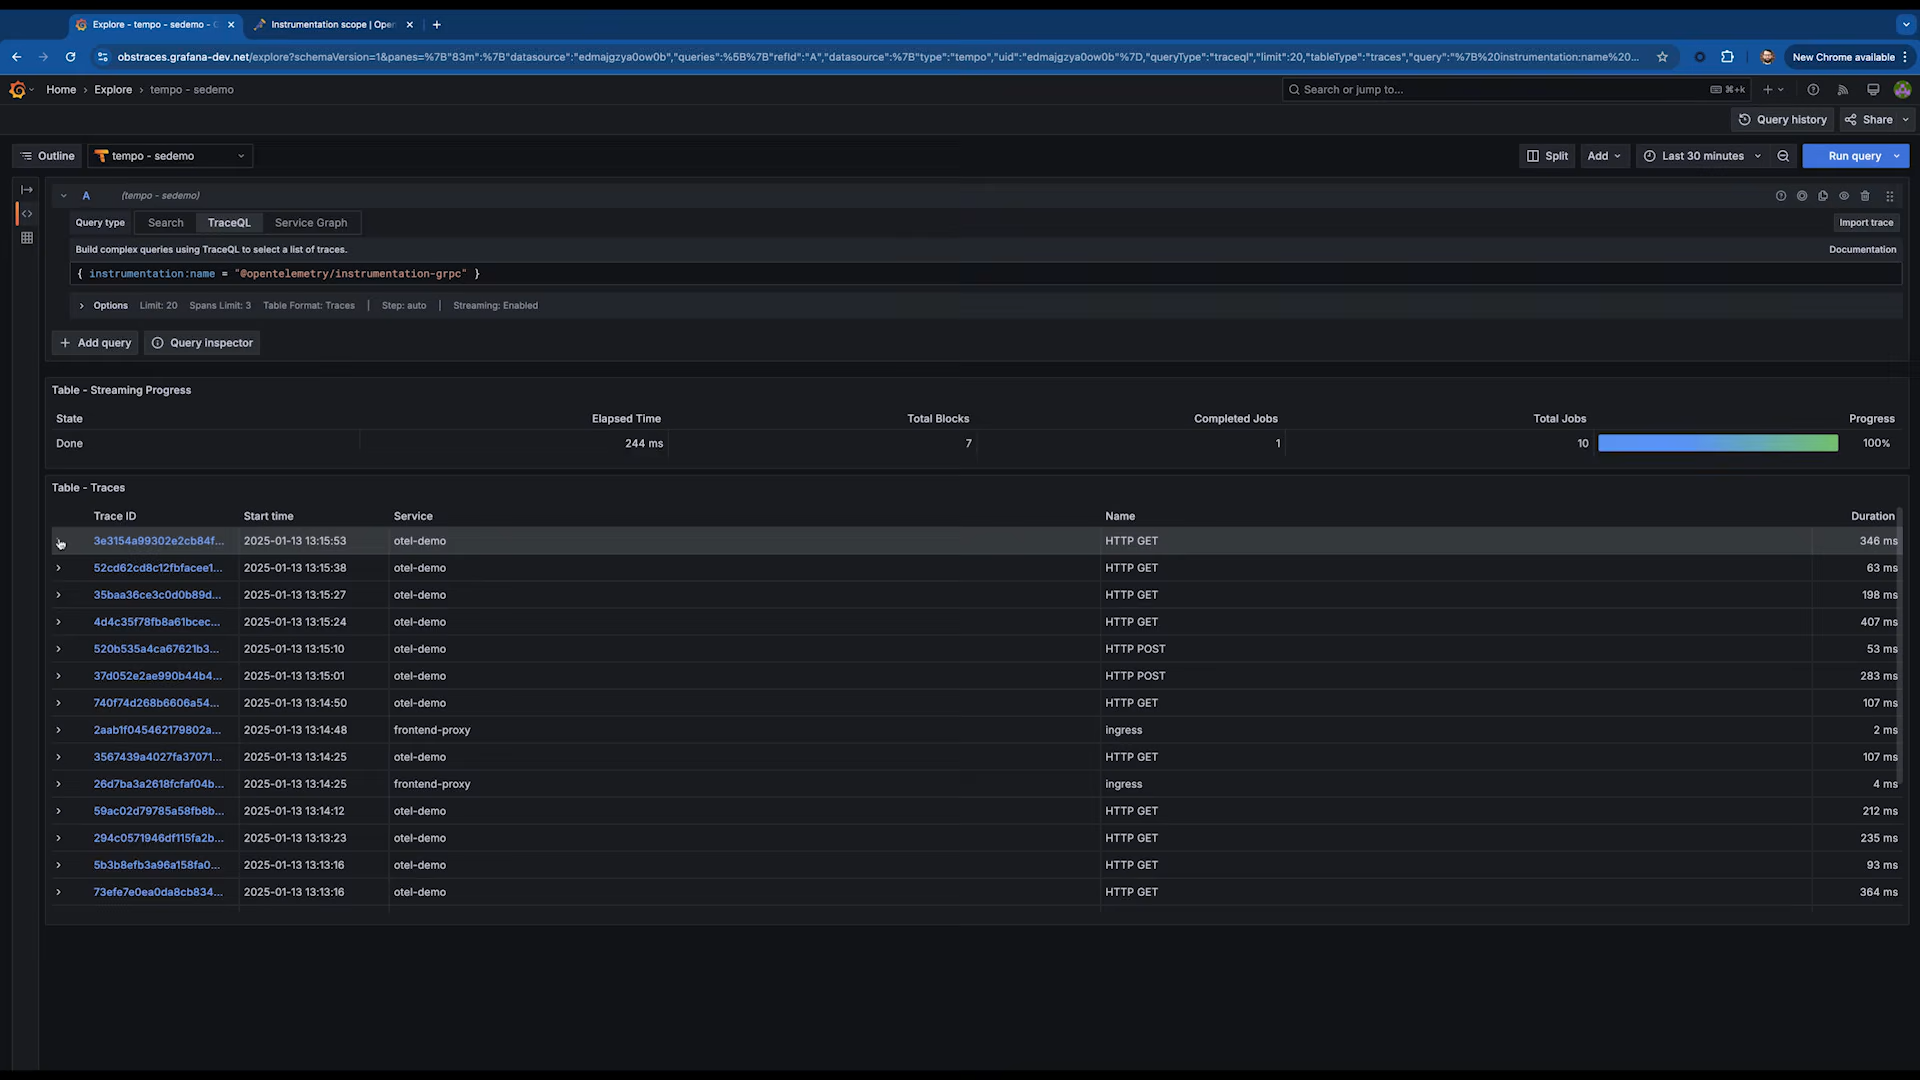 Explore - tempo - sedemo - G
Instrumentation scope | Open
obstraces.grafana-dev.net/explore?schemaVersion=1&panes=%7B"83m":%7B"datasource":"edmajgzya0ow0b","queries":%5B%7B"refId":"A","datasource":%7B"type":"tempo","uid":"edmajgzya0ow0b"%7D,"queryType":"traceql","limit":20,"tableType":"traces","query":"%7B%20instrumentation:name%20...
New Chrome available
Home › Explore › tempo - sedemo
Search or jump to...
⌘+k
Query history
Share
Outline
tempo - sedemo
Split
Add
Last 30 minutes
Run query
A
(tempo - sedemo)
Query type
Search
TraceQL
Service Graph
Import trace
Build complex queries using TraceQL to select a list of traces.
Documentation
{ instrumentation:name = "@opentelemetry/instrumentation-grpc" }
Options Limit: 20 Spans Limit: 3 Table Format: Traces | Step: auto | Streaming: Enabled
+ Add query
Query inspector
Table - Streaming Progress
State Elapsed Time Total Blocks Completed Jobs Total Jobs Progress
Done 244 ms 7 1 10 100%
Table - Traces
Trace ID Start time Service Name Duration
3e3154a99302e2cb84f... 2025-01-13 13:15:53 otel-demo HTTP GET 346 ms
52cd62cd8c12fbfacee1... 2025-01-13 13:15:38 otel-demo HTTP GET 63 ms
35baa36ce3c0d0b89d... 2025-01-13 13:15:27 otel-demo HTTP GET 198 ms
4d4c35f78fb8a61bcec... 2025-01-13 13:15:24 otel-demo HTTP GET 407 ms
520b535a4ca67621b3... 2025-01-13 13:15:10 otel-demo HTTP POST 53 ms
37d052e2ae990b44b4... 2025-01-13 13:15:01 otel-demo HTTP POST 283 ms
740f74d268b6606a54... 2025-01-13 13:14:50 otel-demo HTTP GET 107 ms
2aab1f045462179802a... 2025-01-13 13:14:48 frontend-proxy ingress 2 ms
3567439a4027fa37071... 2025-01-13 13:14:25 otel-demo HTTP GET 107 ms
26d7ba3a2618fcfaf04b... 2025-01-13 13:14:25 frontend-proxy ingress 4 ms
59ac02d79785a58fb8b... 2025-01-13 13:14:12 otel-demo HTTP GET 212 ms
294c0571946df115fa2b... 2025-01-13 13:13:23 otel-demo HTTP GET 235 ms
5b3b8efb3a96a158fa0... 2025-01-13 13:13:16 otel-demo HTTP GET 93 ms
73efe7e0ea0da8cb834... 2025-01-13 13:13:16 otel-demo HTTP GET 364 ms